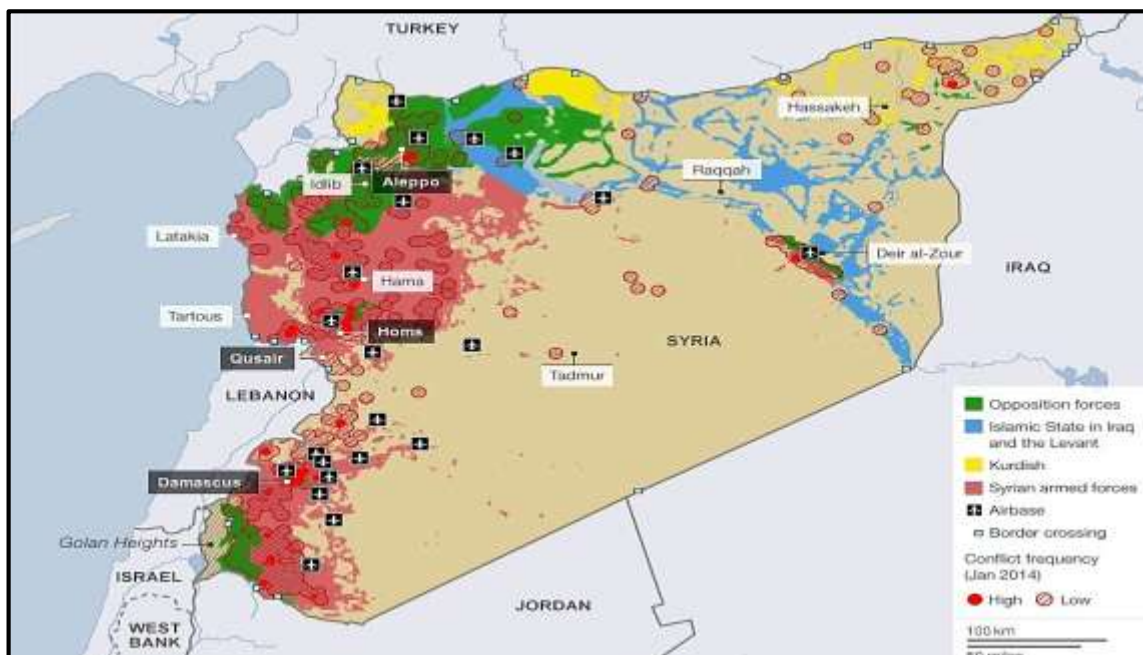 TURKEY
Hassakeh
Idlib
Aleppo
Raqqah
Latakia
Deir al-Zour
IRAQ
Hama
Tartous
Homs
SYRIA
Qusair
Tadmur
LEBANON
Damascus
Golan Heights
ISRAEL
JORDAN
WEST
BANK
Opposition forces
Islamic State in Iraq
and the Levant
Kurdish
Syrian armed forces
Airbase
Border crossing
Conflict frequency
(Jan 2014)
High Low
100 km